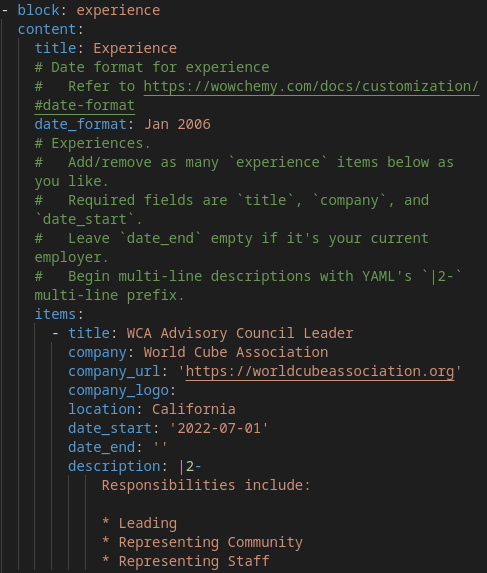 - block: experience
content:
title: Experience
# Date format for experience
#   Refer to https://wowchemy.com/docs/customization/
#date-format
date_format: Jan 2006
# Experiences.
#   Add/remove as many `experience` items below as
you like.
#   Required fields are `title`, `company`, and
`date_start`.
#   Leave `date_end` empty if it's your current
employer.
#   Begin multi-line descriptions with YAML's `|2-`
multi-line prefix.
items:
- title: WCA Advisory Council Leader
company: World Cube Association
company_url: 'https://worldcubeassociation.org'
company_logo:
location: California
date_start: '2022-07-01'
date_end: ''
description: |2-
Responsibilities include:
* Leading
* Representing Community
* Representing Staff